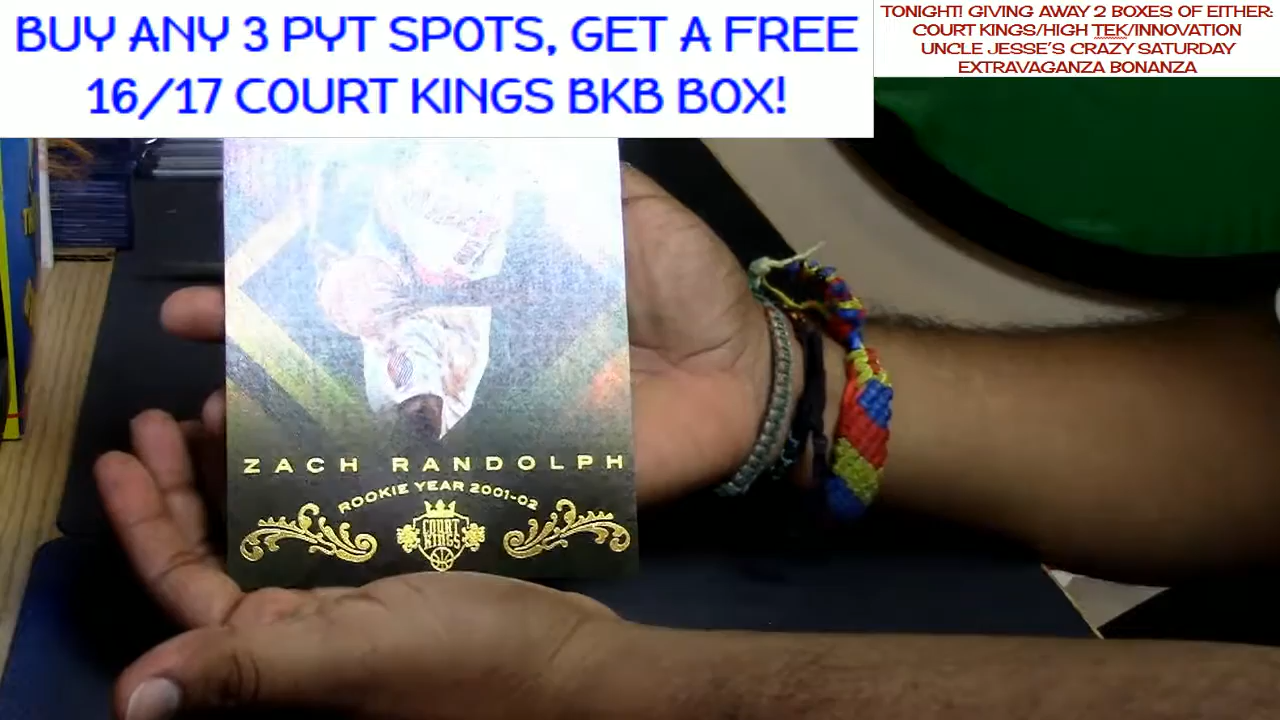 BUY ANY 3 PYT SPOTS, GET A FREE
16/17 COURT KINGS BKB BOX!
TONIGHT! GIVING AWAY 2 BOXES OF EITHER:
COURT KINGS/HIGH TEK/INNOVATION
UNCLE JESSE'S CRAZY SATURDAY
EXTRAVAGANZA BONANZA
ZACH RANDOLPH
ROOKIE YEAR 2001-02
COURT
KINGS